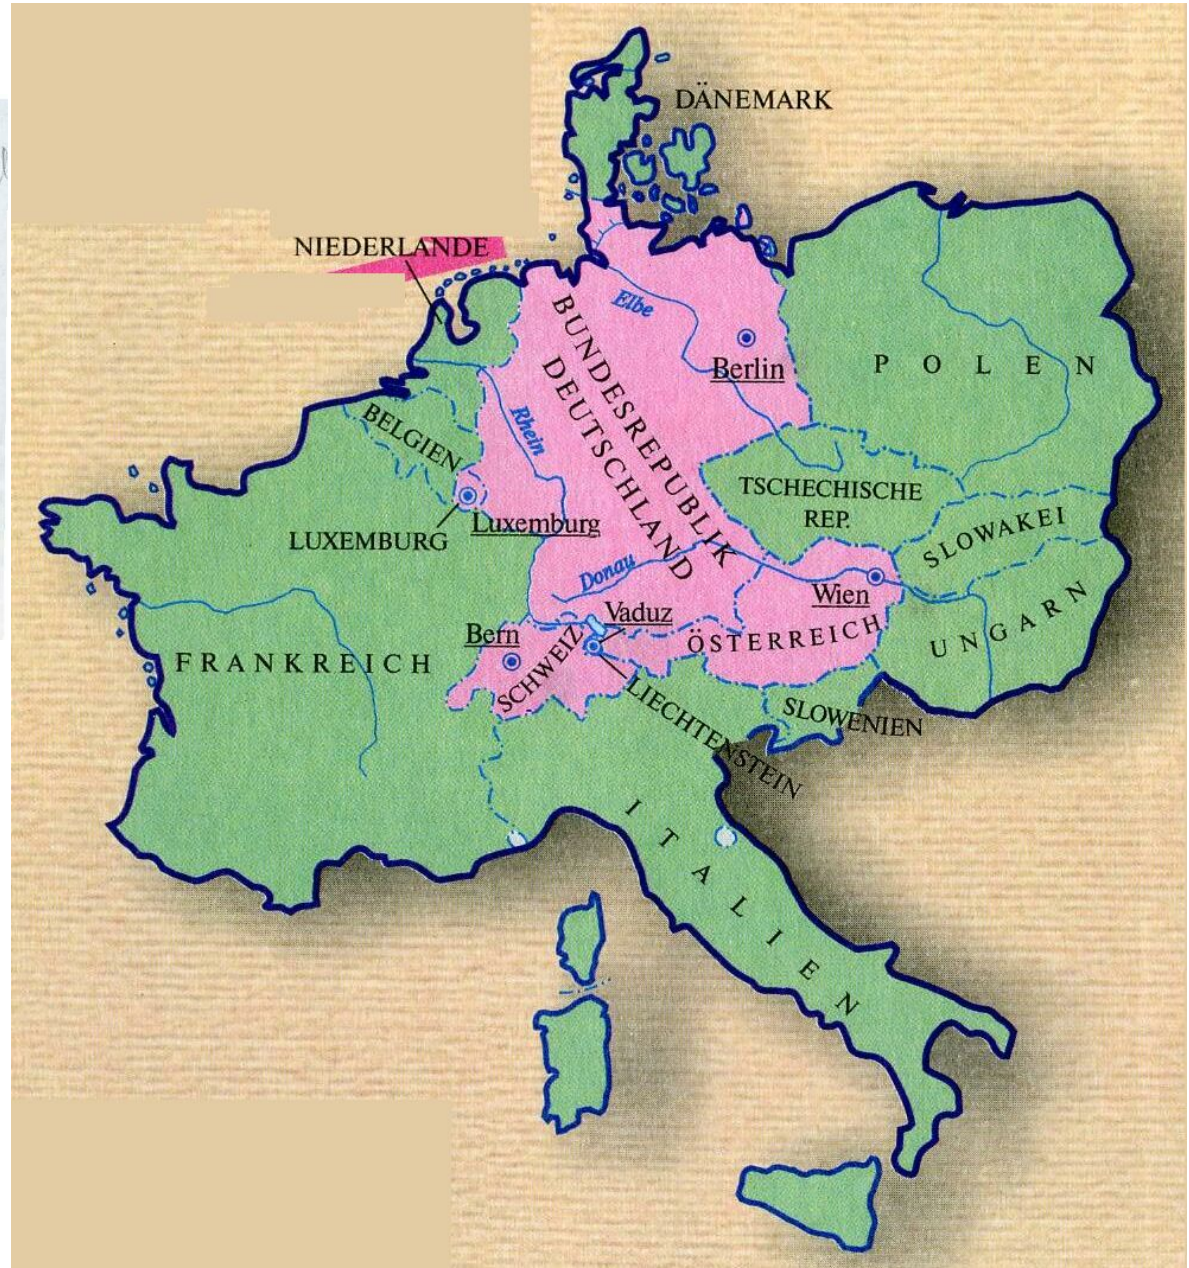 DÄNEMARK
NIEDERLANDE
Elbe
BUNDESREPUBLIK
DEUTSCHLAND
Berlin
POLEN
Rhein
BELGIEN
TSCHECHISCHE
REP.
Luxemburg
LUXEMBURG
SLOWAKEI
Donau
Wien
Vaduz
Bern
ÖSTERREICH
UNGARN
FRANKREICH
SCHWEIZ
LIECHTENSTEIN
SLOWENIEN
ITALIEN